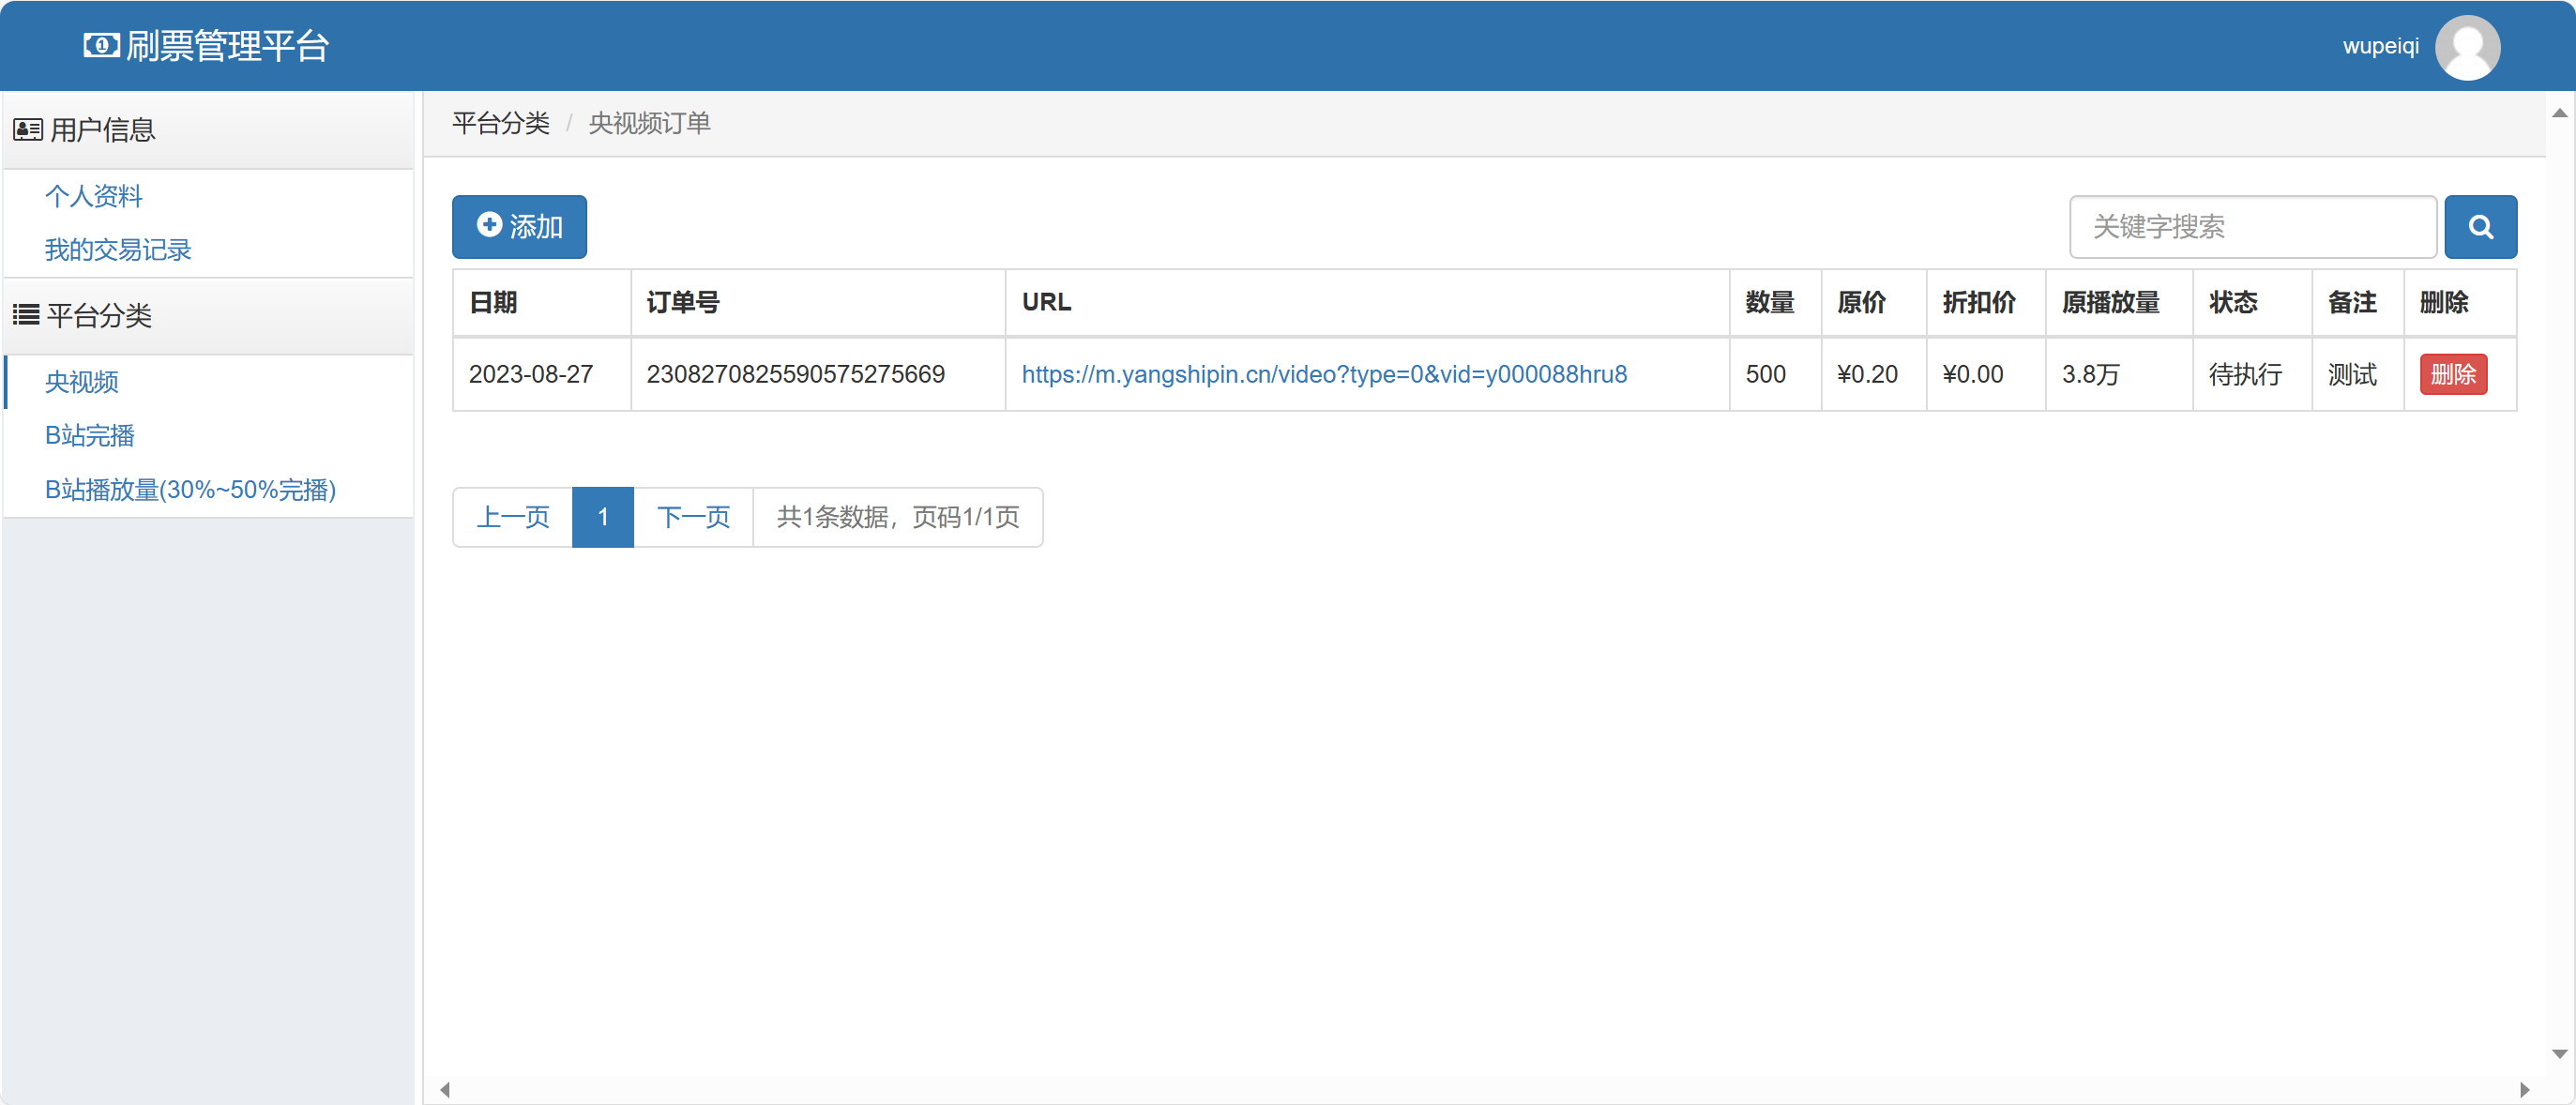 刷票管理平台
wupeiqi
用户信息
个人资料
我的交易记录
平台分类
央视频
B站完播
B站播放量(30%~50%完播)
平台分类 / 央视频订单
添加
关键字搜索
日期 订单号 URL 数量 原价 折扣价 原播放量 状态 备注 删除
2023-08-27 2308270825590575275669 https://m.yangshipin.cn/video?type=0&vid=y000088hru8 500 ¥0.20 ¥0.00 3.8万 待执行 测试 删除
上一页 1 下一页 共1条数据，页码1/1页